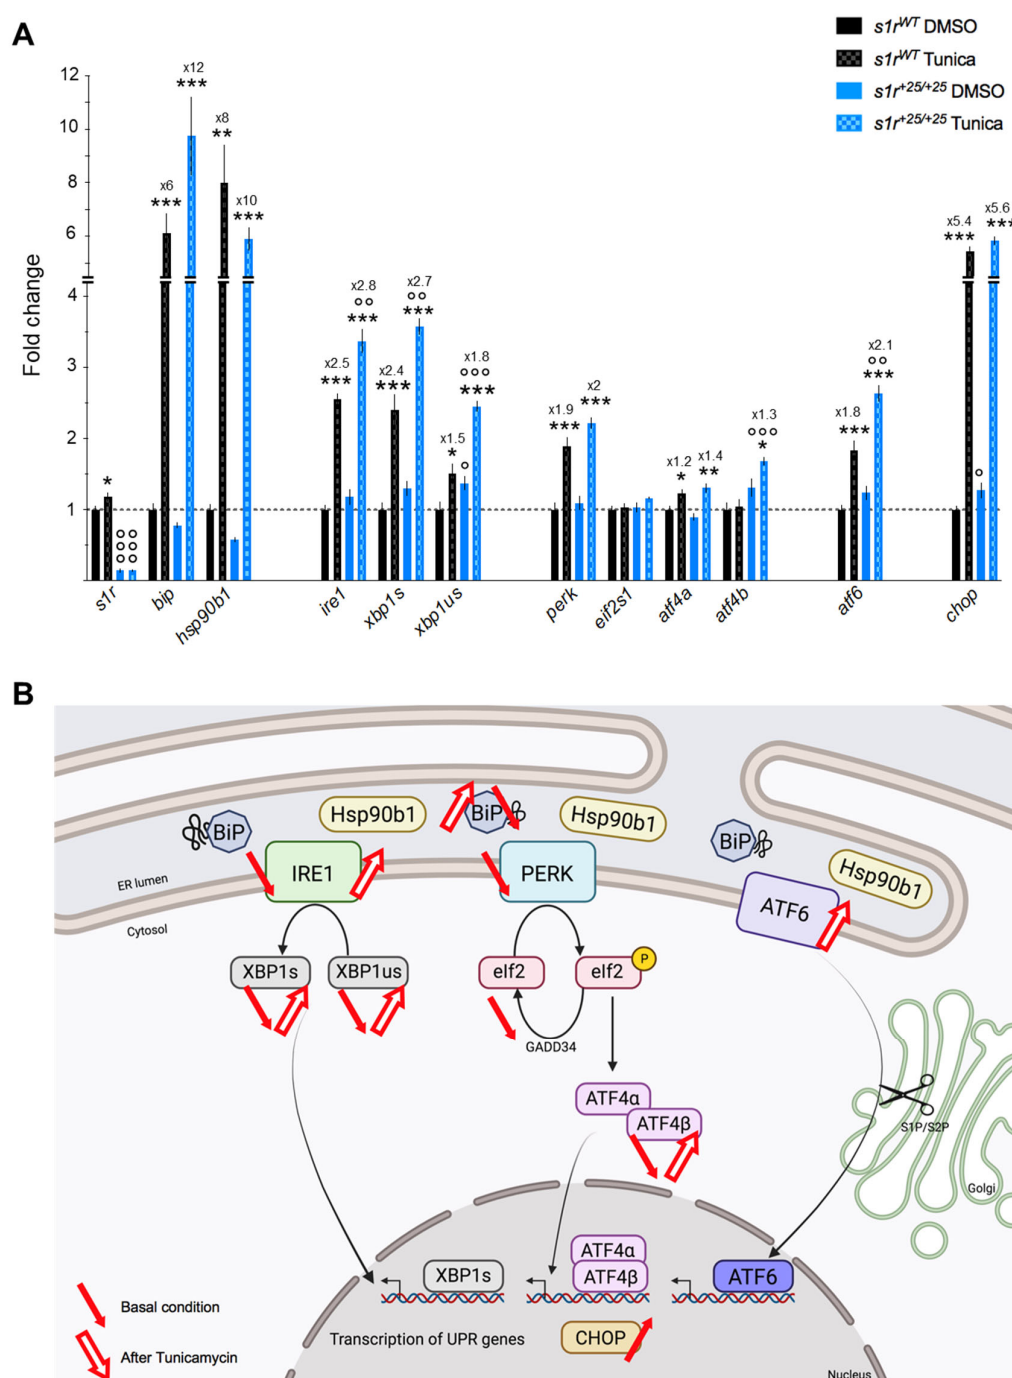 A
s1r^WT DMSO
s1r^WT Tunica
s1r^+25/+25 DMSO
s1r^+25/+25 Tunica
Fold change
12
10
8
6
4
3
2
1
*
°°°
°°°
x6
***
x12
***
x8
**
x10
***
x2.5
***
x2.8
°°
***
x2.4
***
x2.7
°°
***
x1.5
*
°
x1.8
°°°
***
x1.9
***
x2
***
x1.2
*
x1.4
**
x1.3
°°°
*
x1.8
***
x2.1
°°
***
x5.4
***
°
x5.6
***
s1r
bip
hsp90b1
ire1
xbp1s
xbp1us
perk
eif2s1
atf4a
atf4b
atf6
chop
B
BiP
Hsp90b1
BiP
Hsp90b1
BiP
Hsp90b1
IRE1
PERK
ATF6
ER lumen
Cytosol
XBP1s
XBP1us
eIf2
eIf2
P
GADD34
ATF4α
ATF4β
S1P/S2P
Golgi
XBP1s
ATF4α
ATF4β
ATF6
Transcription of UPR genes
CHOP
Nucleus
Basal condition
After Tunicamycin